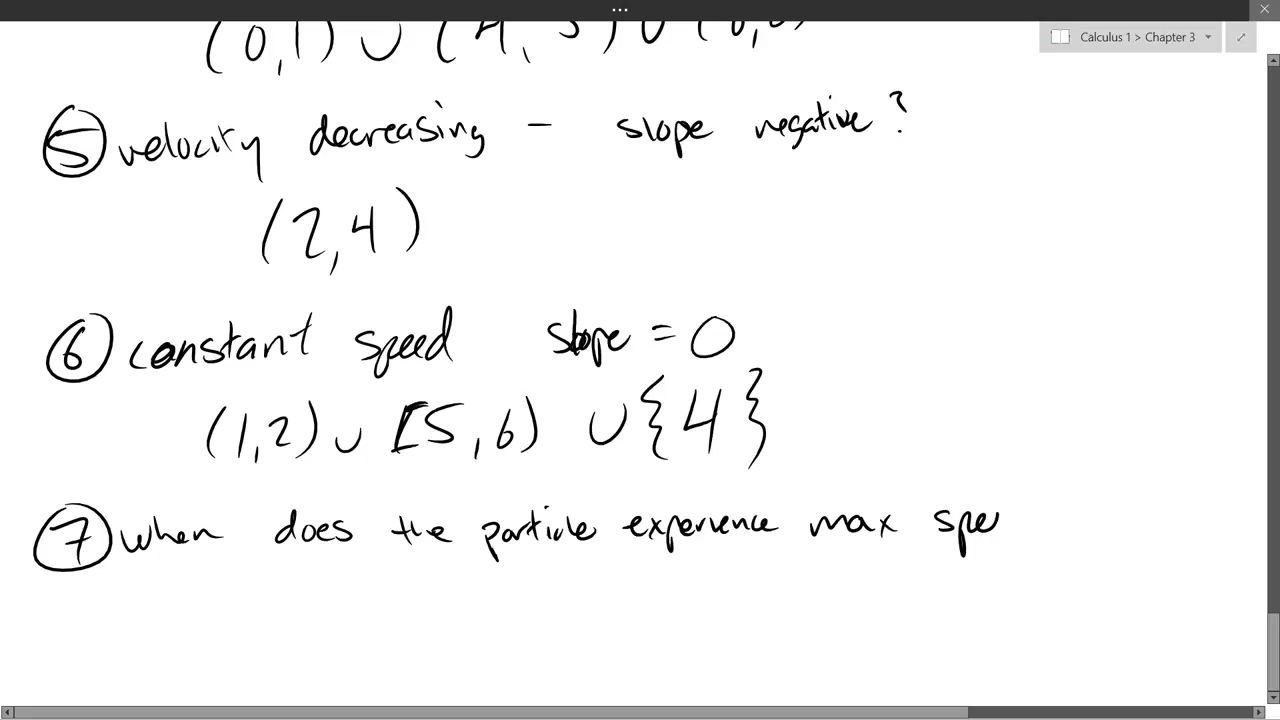 Calculus 1 > Chapter 3
(0,1) ∪ (4,5) ∪
5 velocity decreasing - slope negative?
(2,4)
6 constant speed slope = 0
(1,2) ∪ [5,6) ∪ {4}
7 when does the particle experience max spe